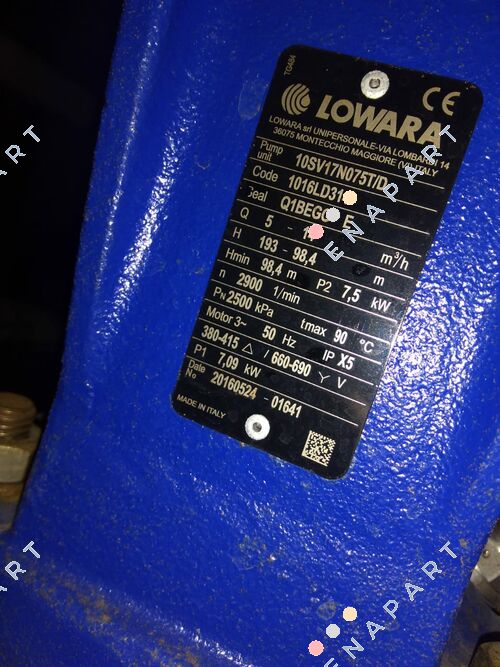 TG48A
LOWARA CE
LOWARA srl UNIPERSONALE-VIA LOMBARDI 14
36075 MONTECCHIO MAGGIORE (VI) ITALY
Pump unit 10SV17N075T/D
Code 1016LD31
Seal Q1BEGG
Q 5 - m³/h
H 193 - 98,4 m
Hmin 98,4 m P2 7,5 kW
n 2900 1/min
PN 2500 kPa tmax 90 °C
Motor 3~ 50 Hz IP X5
380-415 △ / 660-690 Y V
P1 7,09 kW
Date No 20160524 - 01641
MADE IN ITALY
ENAPART
ENAPART
ENAPART
ENAPART